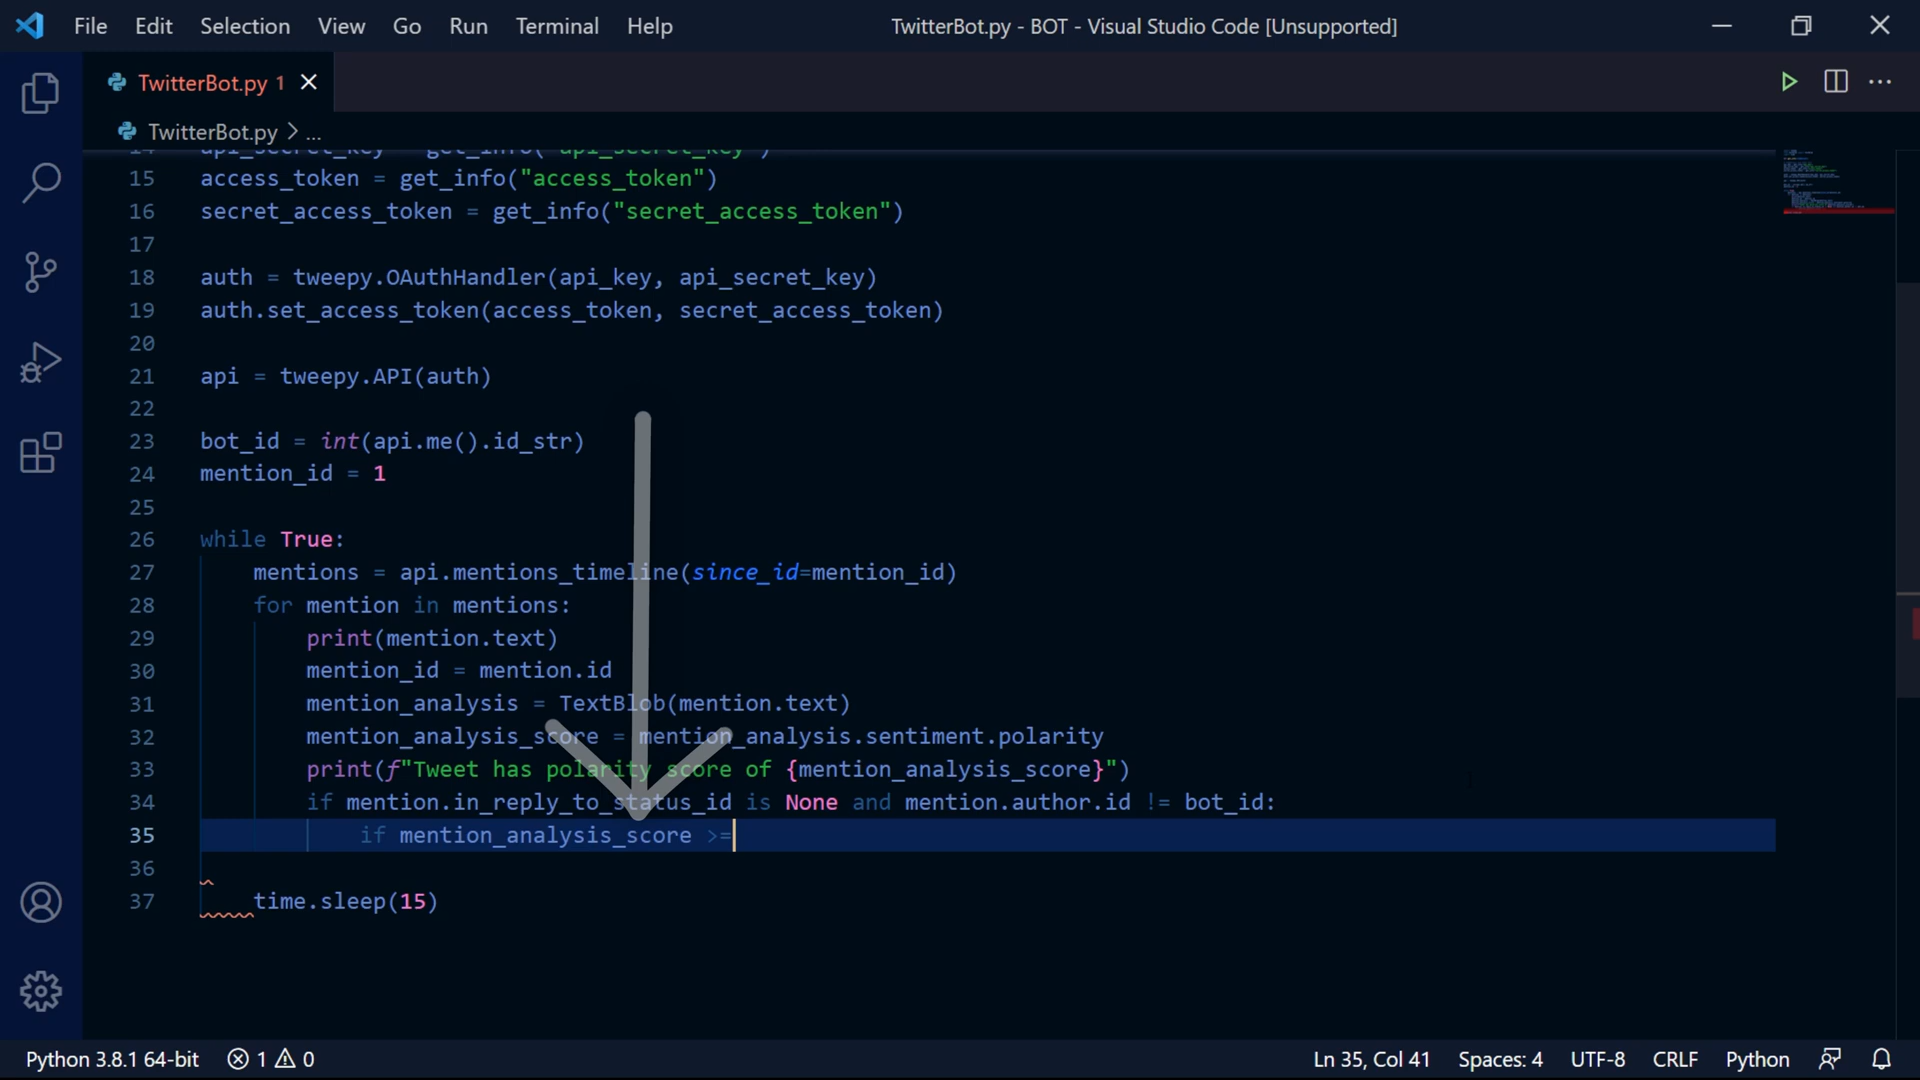 File Edit Selection View Go Run Terminal Help TwitterBot.py - BOT - Visual Studio Code [Unsupported]
TwitterBot.py 1
TwitterBot.py > ...
14 api_secret_key = get_info("api_secret_key")
15 access_token = get_info("access_token")
16 secret_access_token = get_info("secret_access_token")
17
18 auth = tweepy.OAuthHandler(api_key, api_secret_key)
19 auth.set_access_token(access_token, secret_access_token)
20
21 api = tweepy.API(auth)
22
23 bot_id = int(api.me().id_str)
24 mention_id = 1
25
26 while True:
27     mentions = api.mentions_timeline(since_id=mention_id)
28     for mention in mentions:
29         print(mention.text)
30         mention_id = mention.id
31         mention_analysis = TextBlob(mention.text)
32         mention_analysis_score = mention_analysis.sentiment.polarity
33         print(f"Tweet has polarity score of {mention_analysis_score}")
34         if mention.in_reply_to_status_id is None and mention.author.id != bot_id:
35             if mention_analysis_score >=
36
37     time.sleep(15)
Python 3.8.1 64-bit 1 0 Ln 35, Col 41 Spaces: 4 UTF-8 CRLF Python